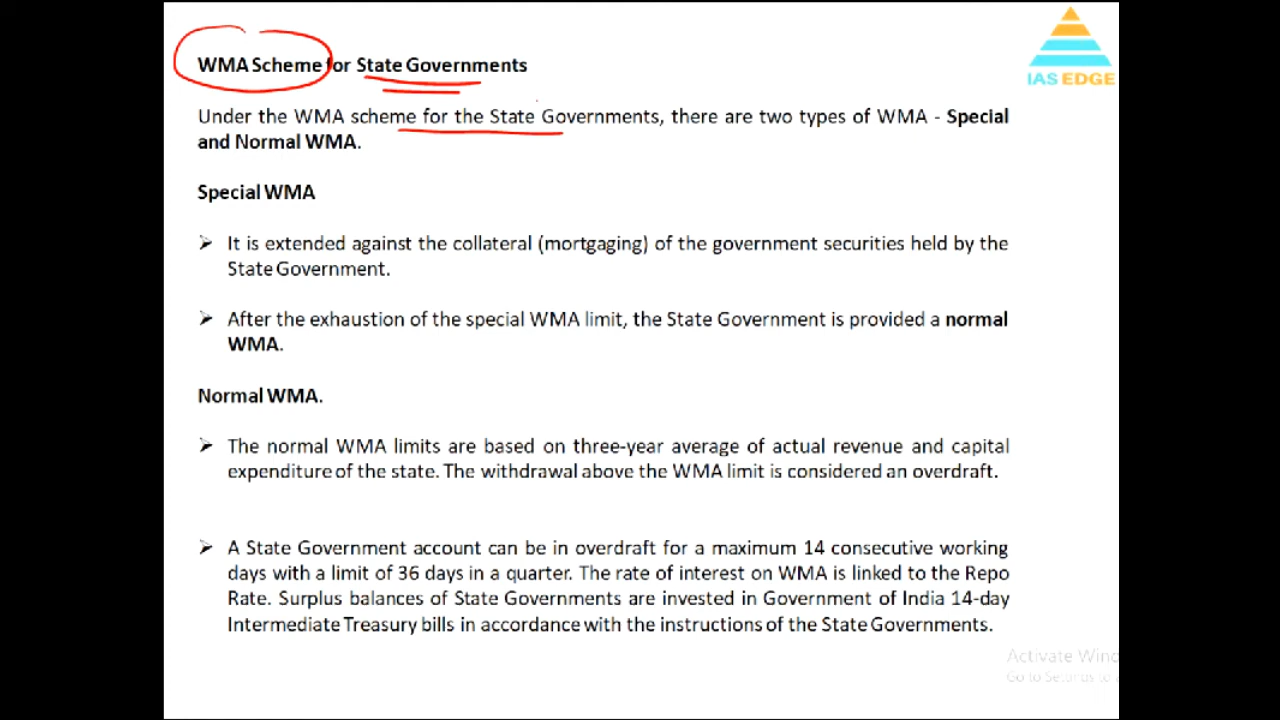 WMA Scheme for State Governments
IAS EDGE
Under the WMA scheme for the State Governments, there are two types of WMA - Special
and Normal WMA.
Special WMA
➢ It is extended against the collateral (mortgaging) of the government securities held by the
State Government.
➢ After the exhaustion of the special WMA limit, the State Government is provided a normal
WMA.
Normal WMA.
➢ The normal WMA limits are based on three-year average of actual revenue and capital
expenditure of the state. The withdrawal above the WMA limit is considered an overdraft.
➢ A State Government account can be in overdraft for a maximum 14 consecutive working
days with a limit of 36 days in a quarter. The rate of interest on WMA is linked to the Repo
Rate. Surplus balances of State Governments are invested in Government of India 14-day
Intermediate Treasury bills in accordance with the instructions of the State Governments.
Activate Wind
Go to Settings to